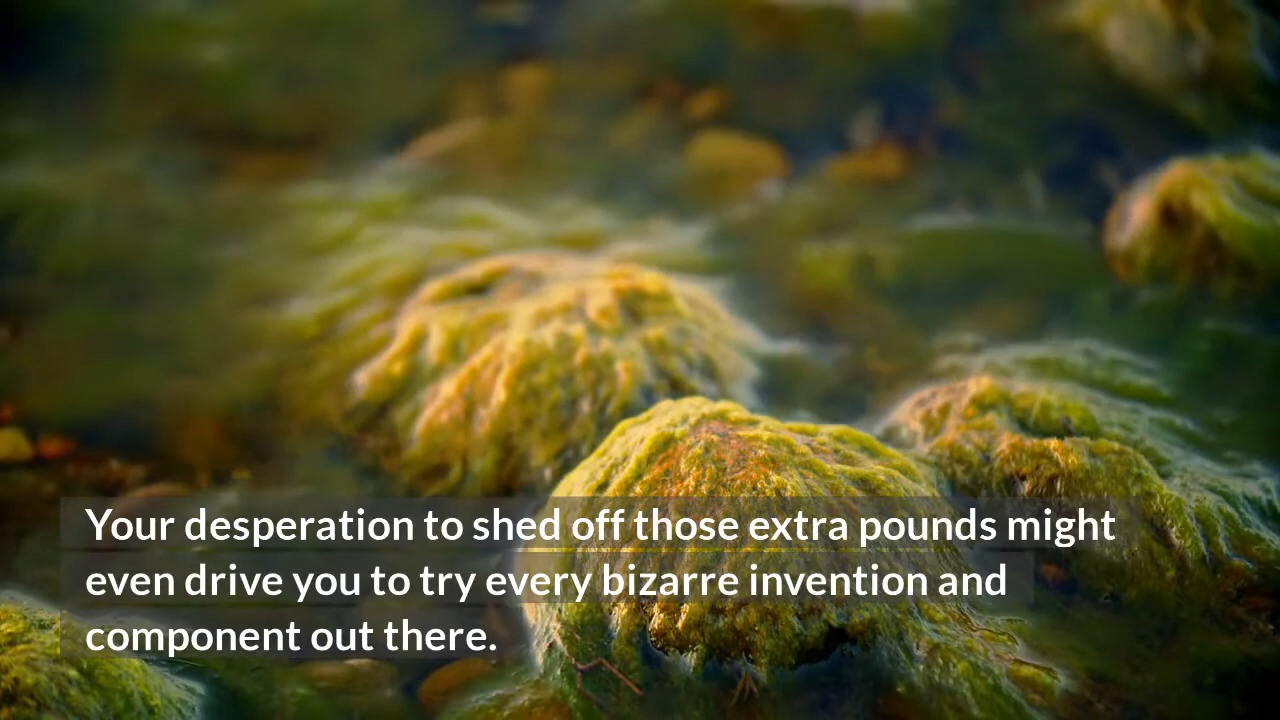 Your desperation to shed off those extra pounds might
even drive you to try every bizarre invention and
component out there.